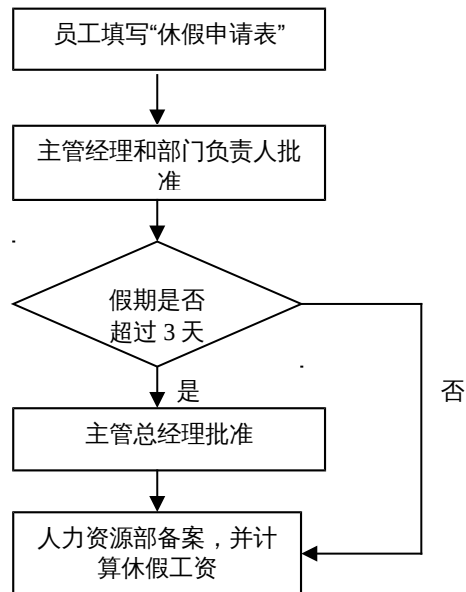 员工填写“休假申请表”
主管经理和部门负责人批
准
假期是否
超过 3 天
是
否
主管总经理批准
人力资源部备案，并计
算休假工资